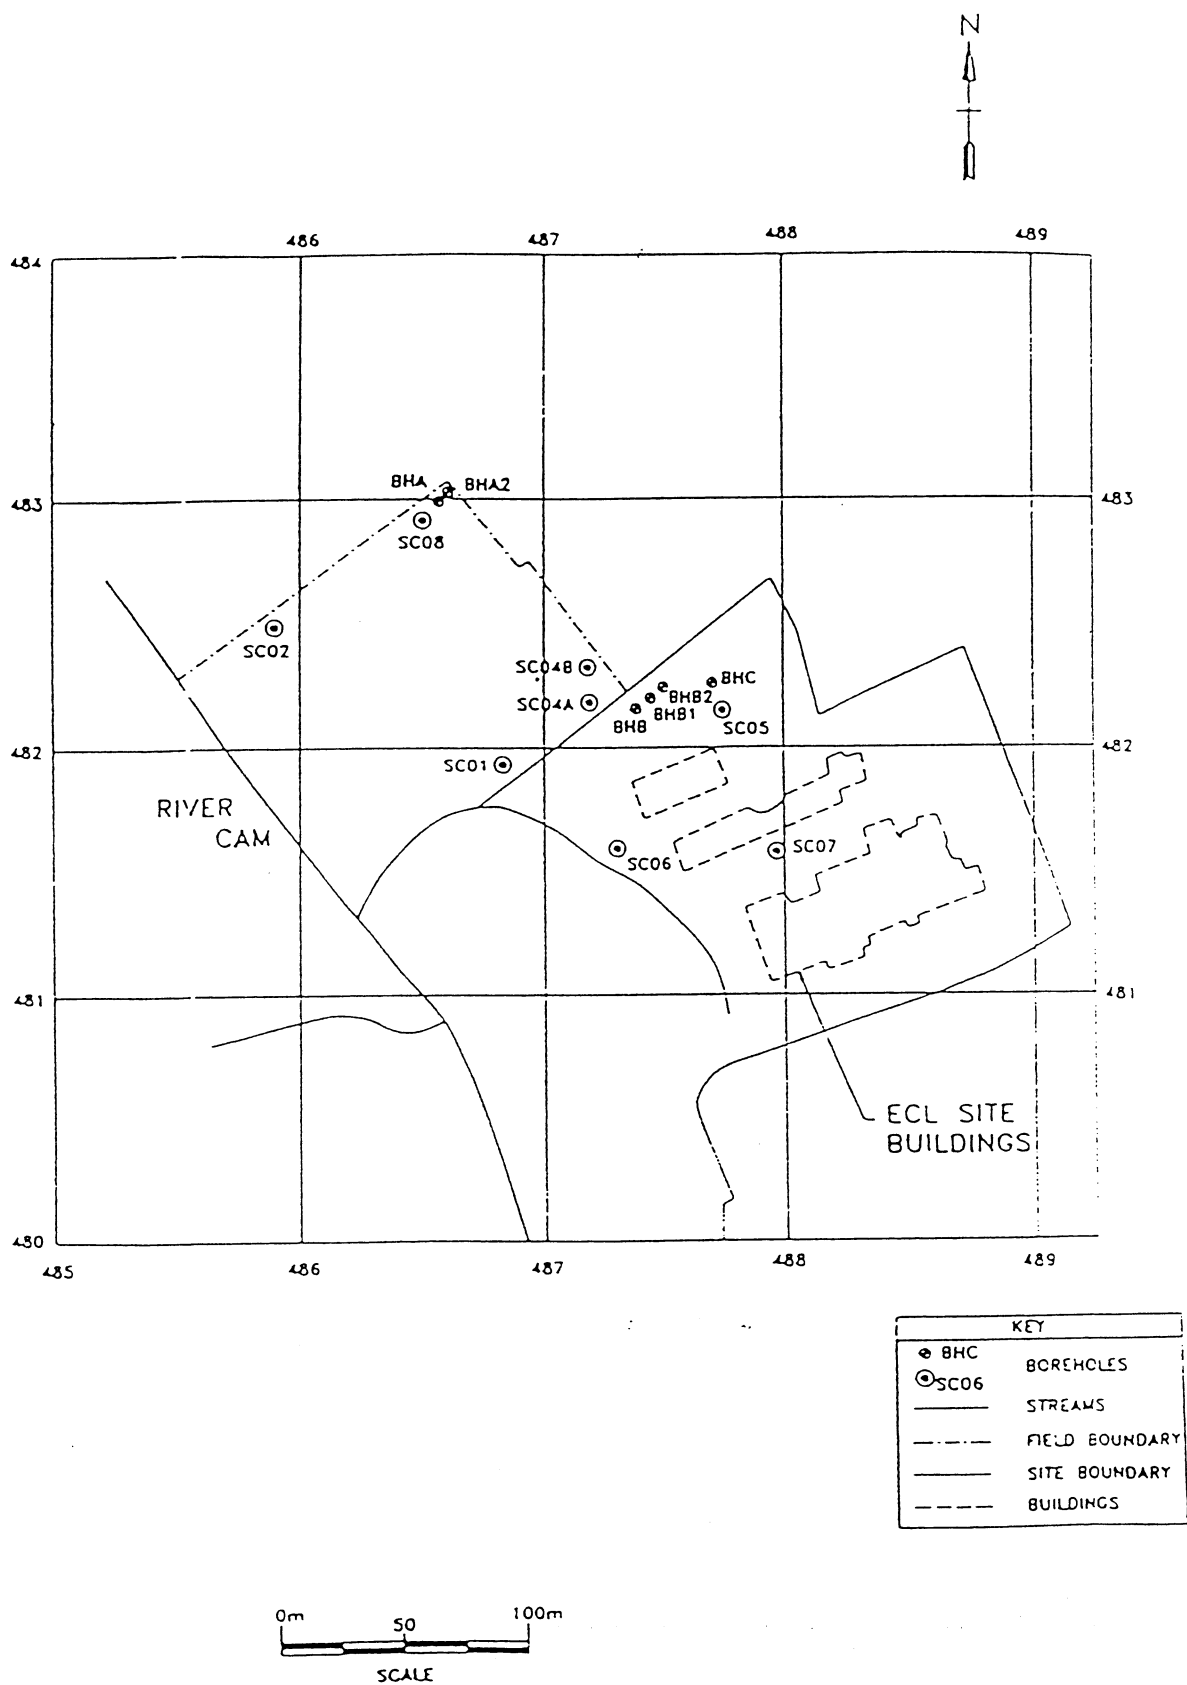 N
486 487 488 489
484
BHA BHA2
483 483
SC08
SC02
SC04B
BHC
SC04A
BHB2
BHB1
BHB
SC05
482 482
SC01
RIVER
CAM
SC06
SC07
481 481
ECL SITE
BUILDINGS
480
485 486 487 488 489
KEY
BHC
SC06
BOREHOLES
STREAMS
FIELD BOUNDARY
SITE BOUNDARY
BUILDINGS
0m 50 100m
SCALE